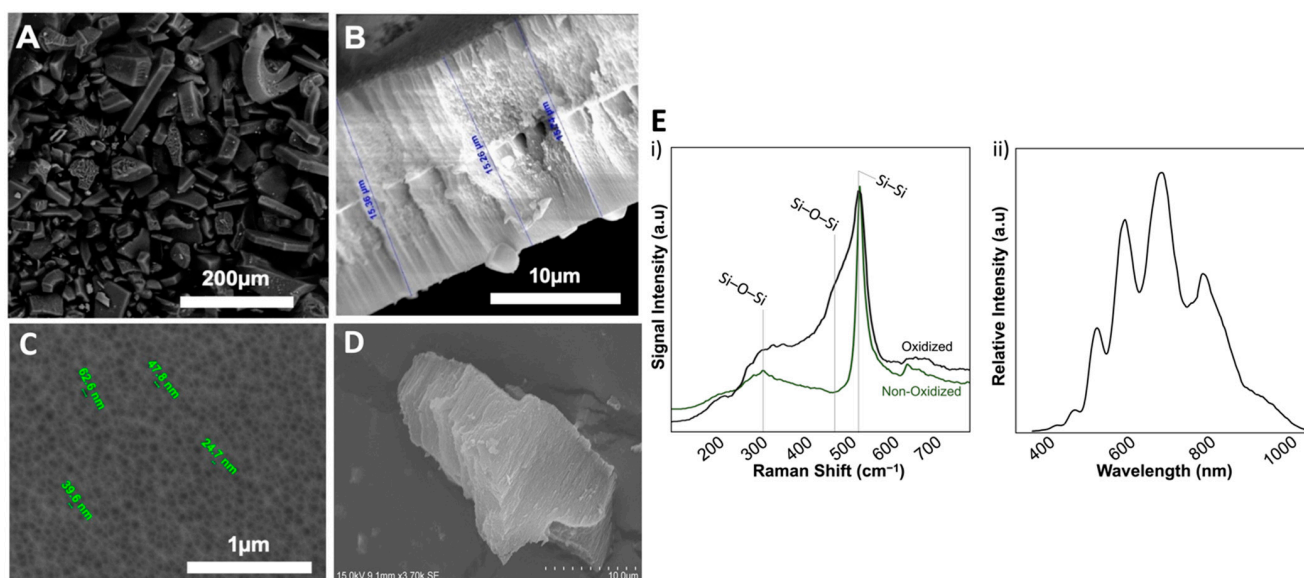 A
200µm
B
15.36 µm
15.26 µm
10µm
C
62.6 nm
47.8 nm
24.7 nm
39.6 nm
1µm
D
15.0kV 9.1mm x3.70k SE
10.0um
E
i)
Signal Intensity (a.u)
Si–O–Si
Si–O–Si
Si–Si
Oxidized
Non-Oxidized
200
300
400
500
600
700
Raman Shift (cm⁻¹)
ii)
Relative Intensity (a.u)
400
600
800
1000
Wavelength (nm)